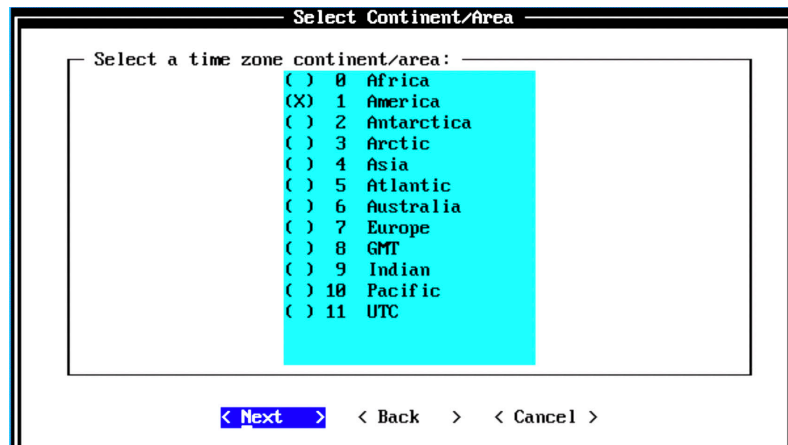 Select Continent/Area
Select a time zone continent/area:
( ) 0 Africa
(X) 1 America
( ) 2 Antarctica
( ) 3 Arctic
( ) 4 Asia
( ) 5 Atlantic
( ) 6 Australia
( ) 7 Europe
( ) 8 GMT
( ) 9 Indian
( ) 10 Pacific
( ) 11 UTC
< Next > < Back > < Cancel >